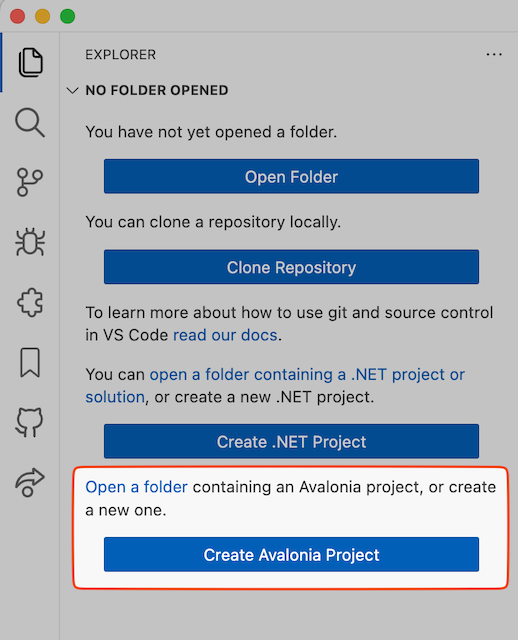 EXPLORER
NO FOLDER OPENED
You have not yet opened a folder.
Open Folder
You can clone a repository locally.
Clone Repository
To learn more about how to use git and source control
in VS Code read our docs.
You can open a folder containing a .NET project or
solution, or create a new .NET project.
Create .NET Project
Open a folder containing an Avalonia project, or create
a new one.
Create Avalonia Project